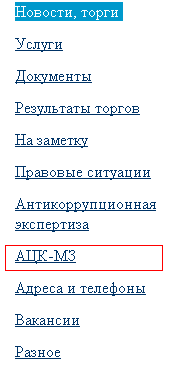 Новости, торги
Услуги
Документы
Результаты торгов
На заметку
Правовые ситуации
Антикоррупционная
экспертиза
АЦК-МЗ
Адреса и телефоны
Вакансии
Разное